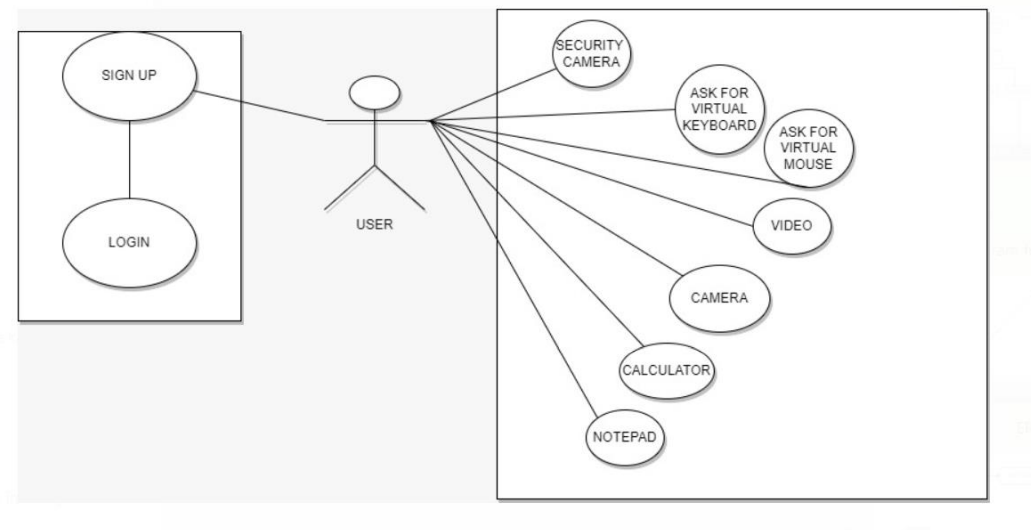 SIGN UP
LOGIN
USER
SECURITY
CAMERA
ASK FOR
VIRTUAL
KEYBOARD
ASK FOR
VIRTUAL
MOUSE
VIDEO
CAMERA
CALCULATOR
NOTEPAD